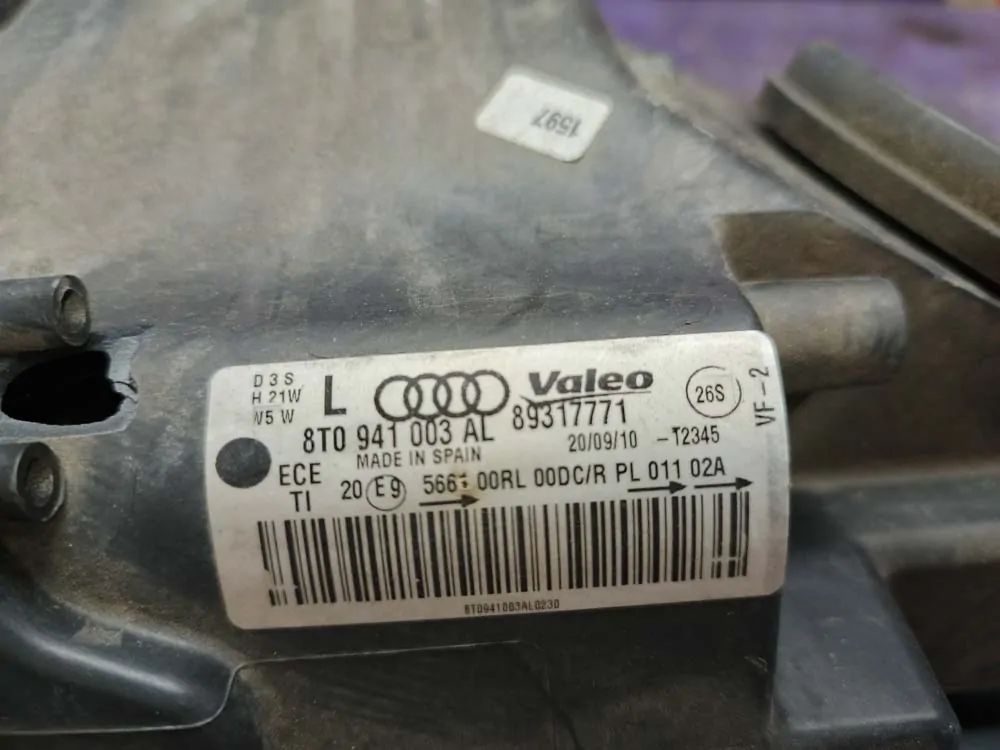 1597
D3S
H 21W
W5 W
L
Valeo
89317771
26S
VF-2
8T0 941 003 AL
20/09/10 -T2345
MADE IN SPAIN
ECE
TI
20 E9 00RL 00DC/R PL 011 02A
8T0941003AL0230